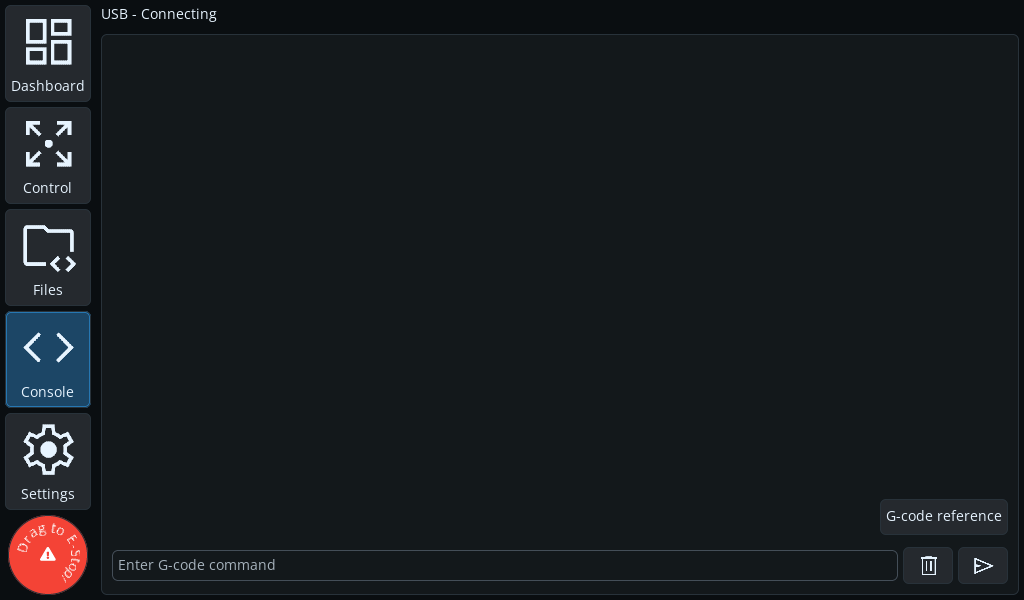 USB - Connecting
Dashboard
Control
Files
Console
Settings
Drag to E-Stop!
G-code reference
Enter G-code command